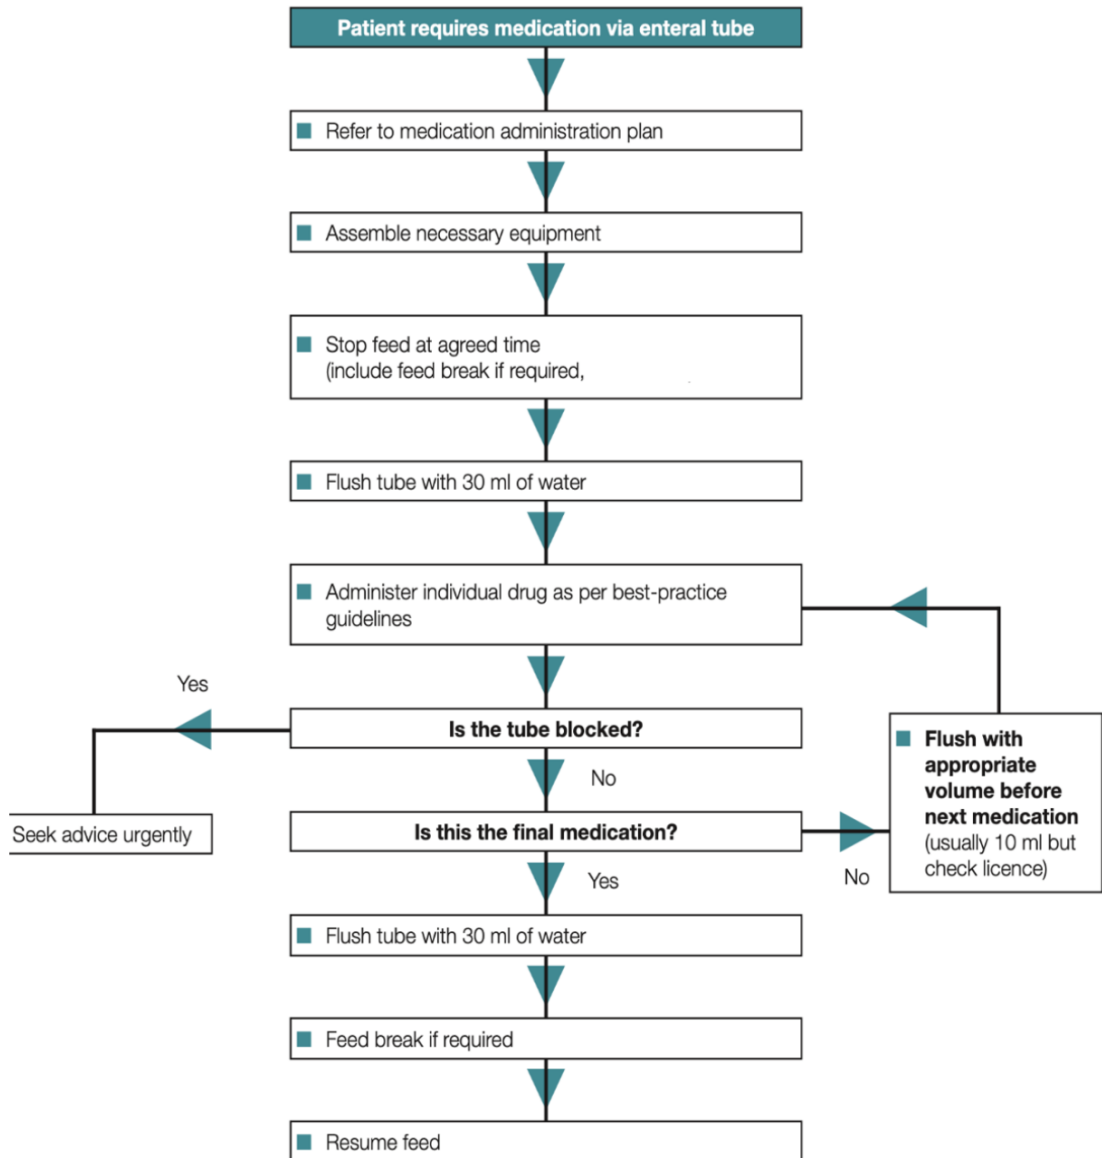 Patient requires medication via enteral tube
Refer to medication administration plan
Assemble necessary equipment
Stop feed at agreed time
(include feed break if required,
Flush tube with 30 ml of water
Administer individual drug as per best-practice
guidelines
Yes
Is the tube blocked?
No
Seek advice urgently
Is this the final medication?
No
Flush with
appropriate
volume before
next medication
(usually 10 ml but
check licence)
Yes
Flush tube with 30 ml of water
Feed break if required
Resume feed